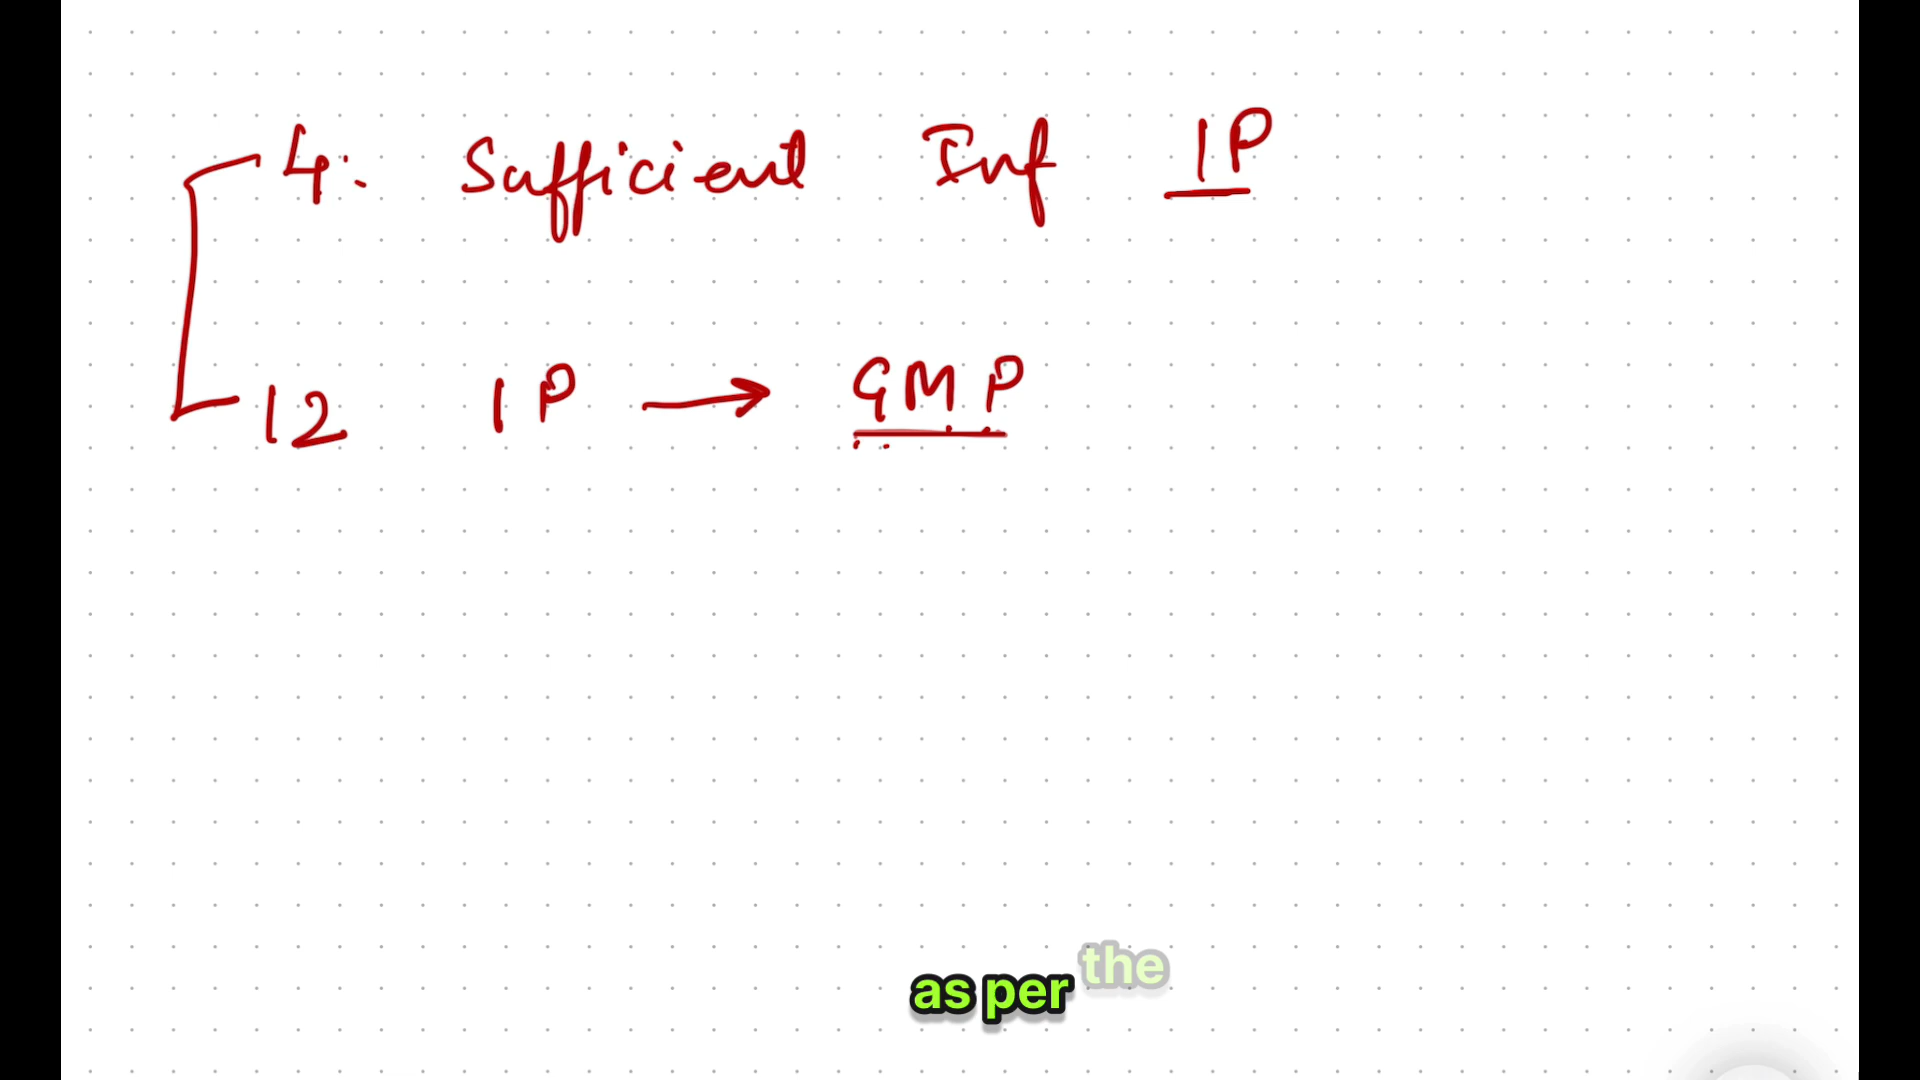 4: Sufficient Inf IP
12 IP → GMP
as per the